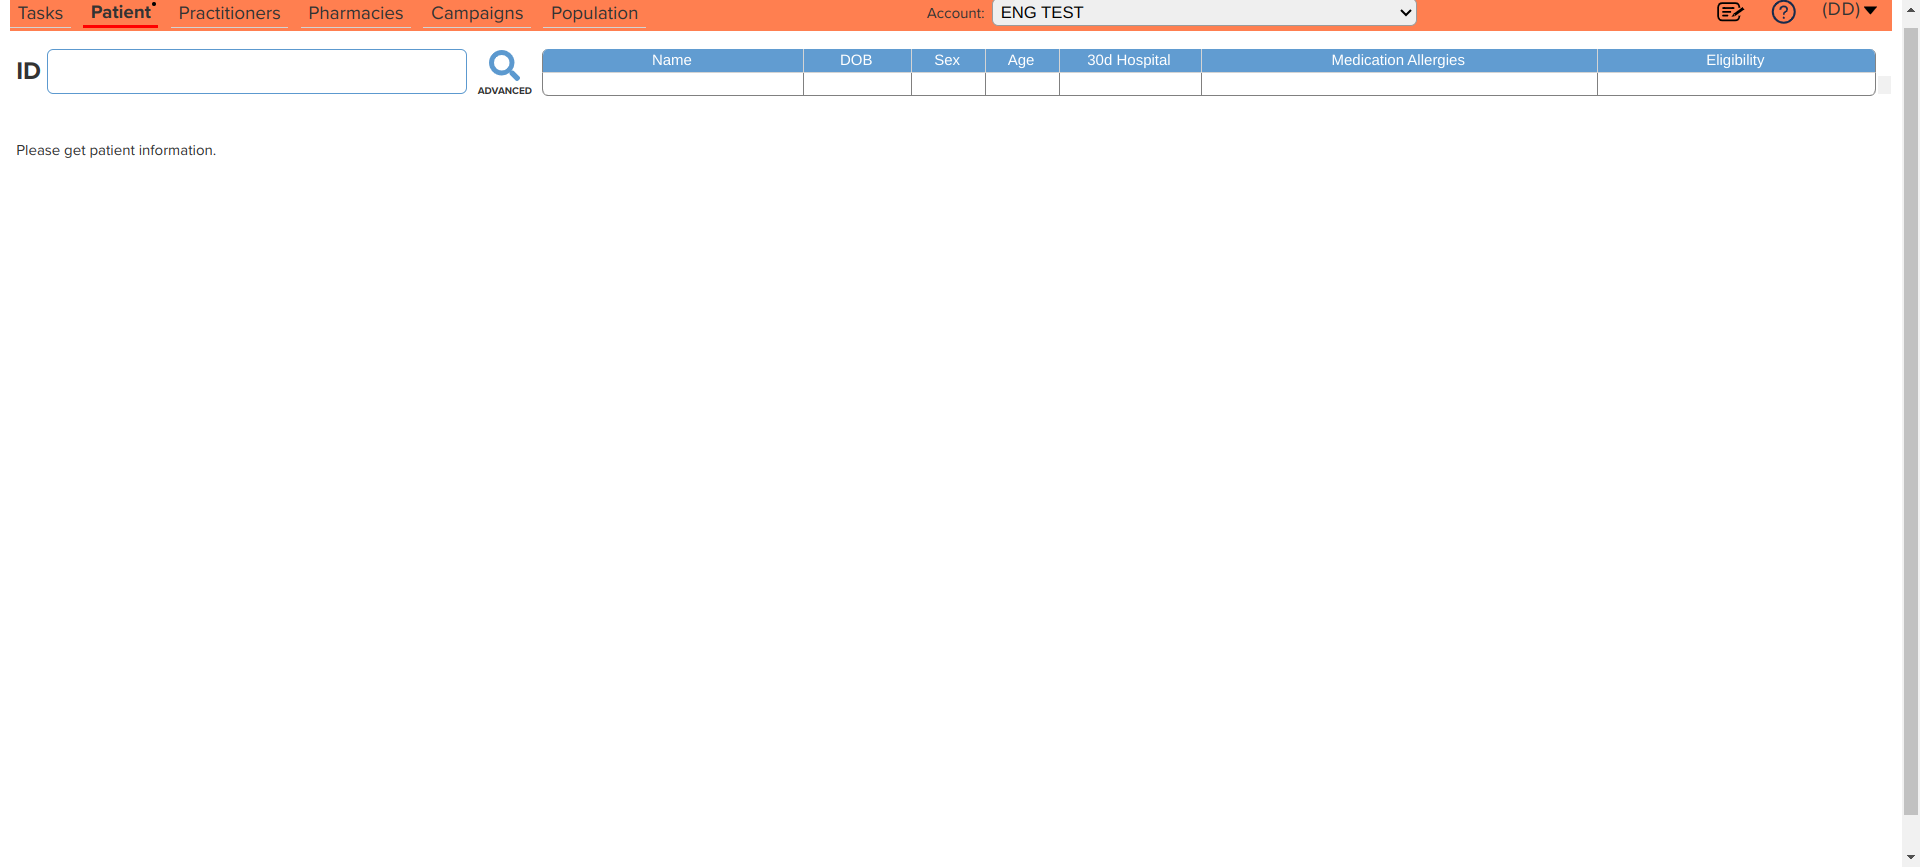 Tasks Patient Practitioners Pharmacies Campaigns Population Account: ENG TEST (DD)
ID ADVANCED Name DOB Sex Age 30d Hospital Medication Allergies Eligibility
Please get patient information.